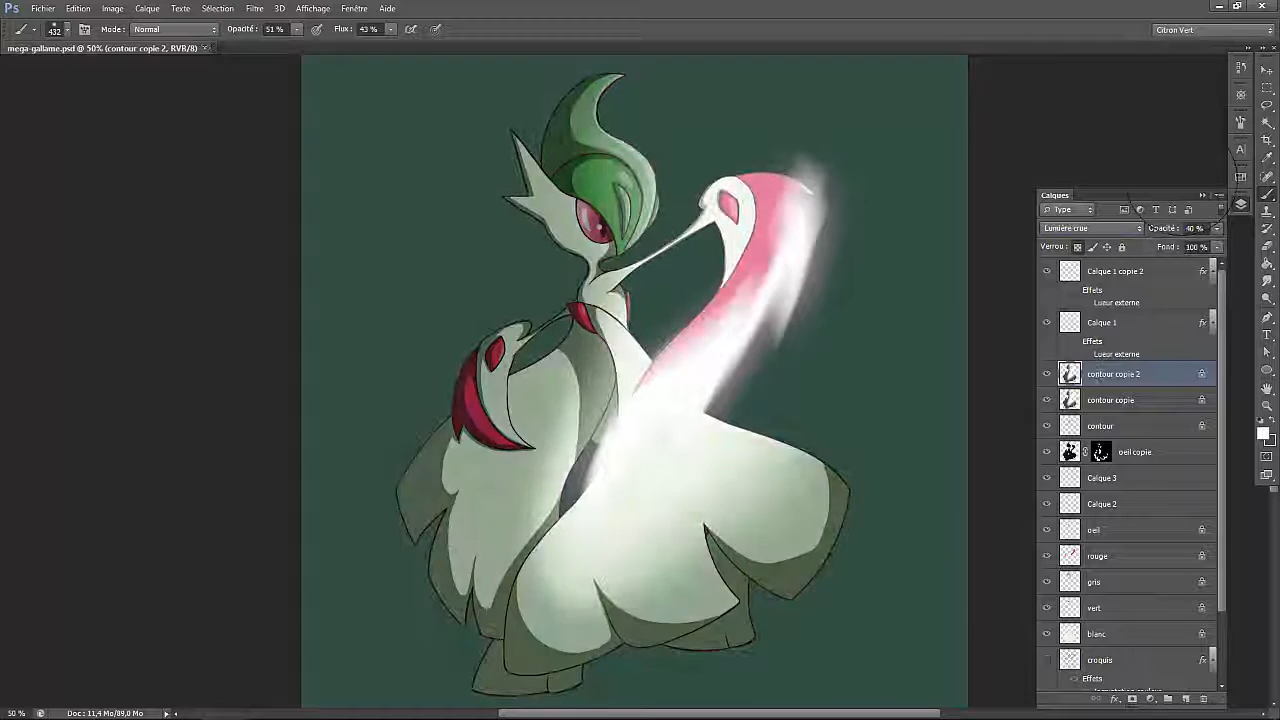 Ps Fichier Edition Image Calque Texte Sélection Filtre 3D Affichage Fenêtre Aide
432 Mode : Normal Opacité : 51 % Flux : 43 % Citron Vert
mega-gallame.psd @ 50% (contour copie 2, RVB/8)
Calques
Type
Lumière crue Opacité : 40 %
Verrou : Fond : 100 %
Calque 1 copie 2 fx
Effets
Lueur externe
Calque 1 fx
Effets
Lueur externe
contour copie 2
contour copie
contour
oeil copie
Calque 3
Calque 2
oeil
rouge
gris
vert
blanc
croquis fx
Effets
50 % Doc : 11,4 Mo/89,0 Mo